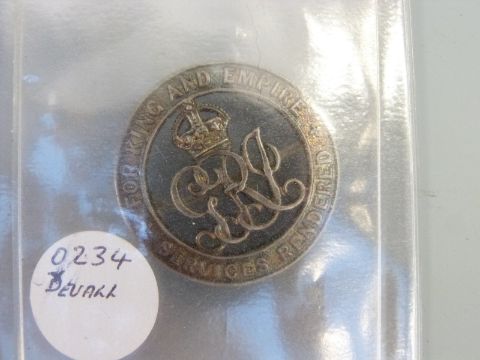 FOR KING AND EMPIRE
SERVICES RENDERED
GRI
0234
DEVALL